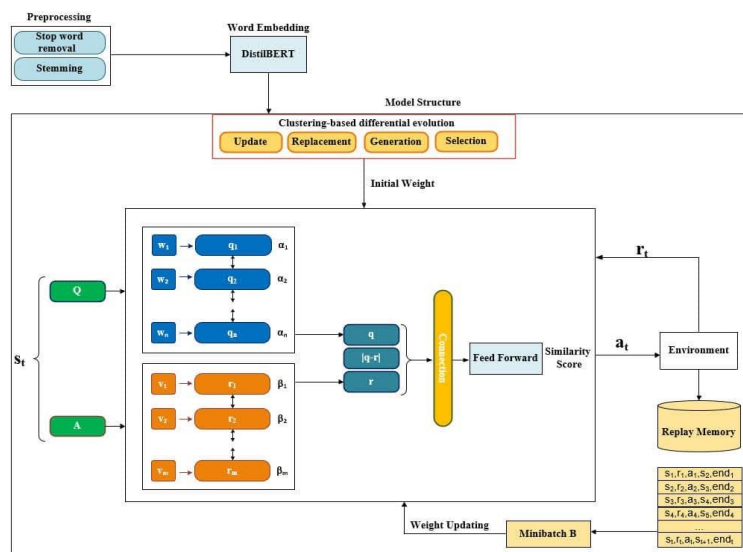 Preprocessing
Stop word
removal
Stemming
Word Embedding
DistilBERT
Model Structure
Clustering-based differential evolution
Update
Replacement
Generation
Selection
Initial Weight
sₜ
Q
A
w₁
q₁
α₁
w₂
q₂
α₂
wₙ
qₙ
αₙ
v₁
r₁
β₁
v₂
r₂
β₂
vₘ
rₘ
βₘ
q
|q-r|
r
Connection
Feed Forward
Similarity
Score
aₜ
rₜ
Environment
Replay Memory
s₁,r₁,a₁,s₂,end₁
s₂,r₂,a₂,s₃,end₂
s₃,r₃,a₃,s₄,end₃
s₄,r₄,a₄,s₅,end₄
...
sₜ,rₜ,aₜ,sₜ₊₁,endₜ
Minibatch B
Weight Updating